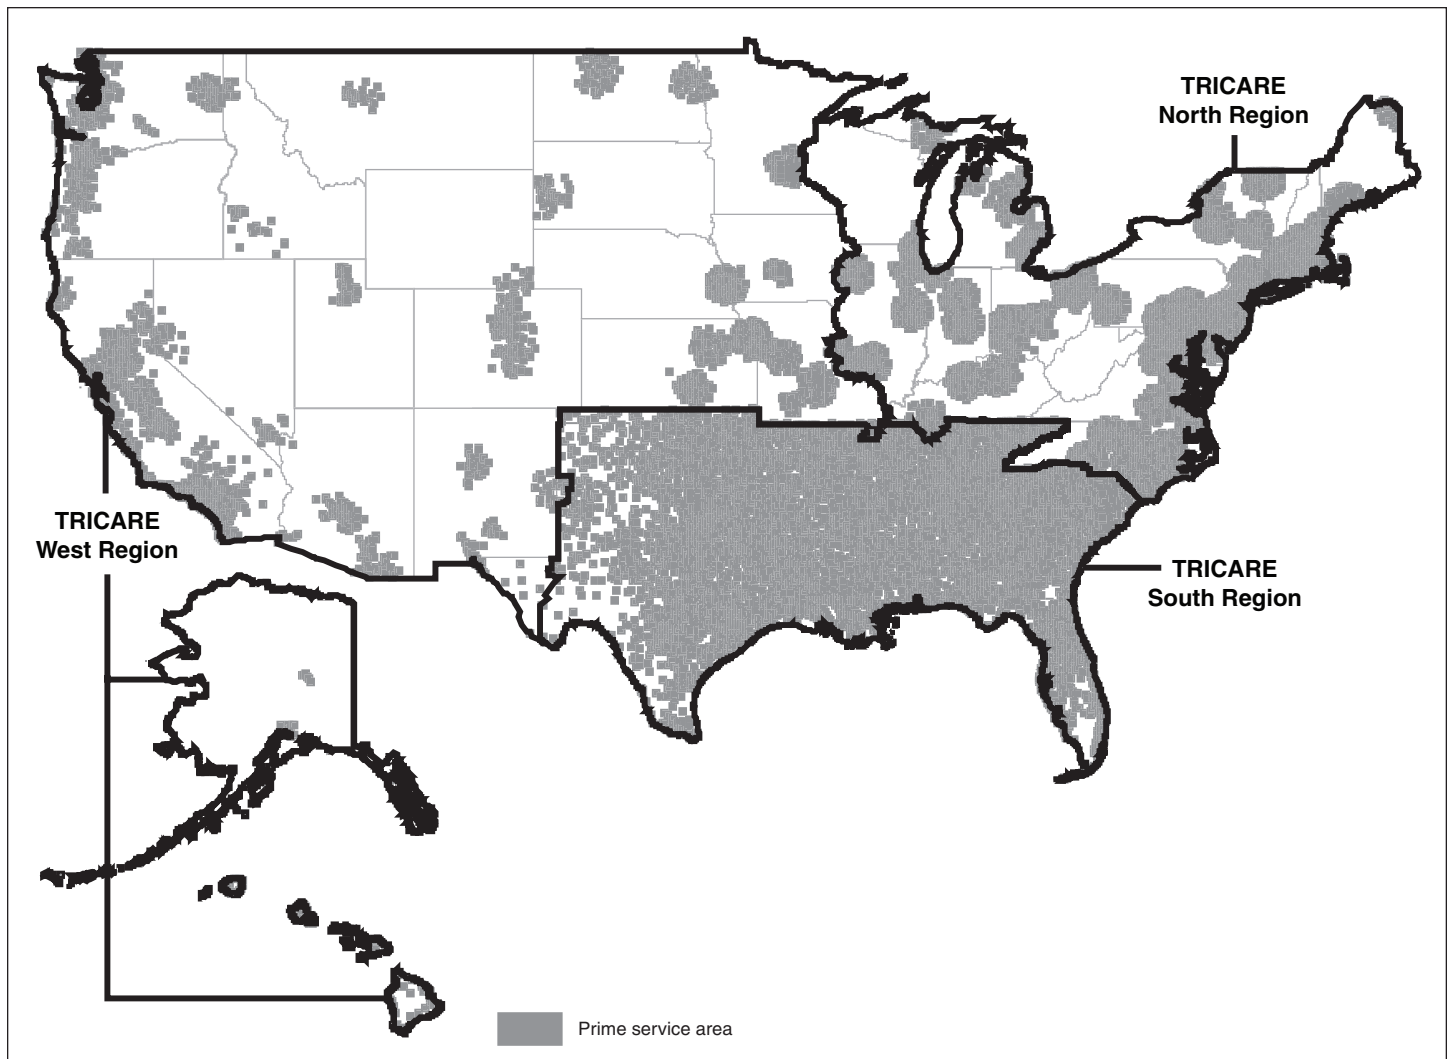 TRICARE
North Region
TRICARE
West Region
TRICARE
South Region
Prime service area